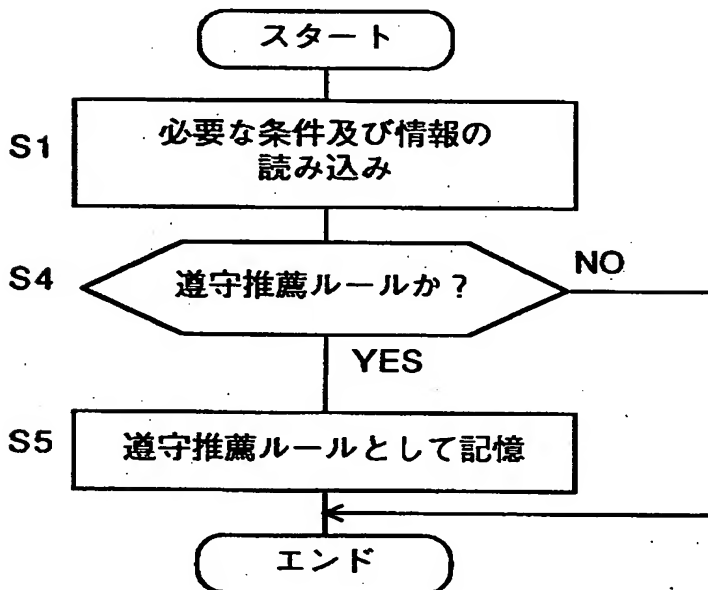 スタート
S1
必要な条件及び情報の
読み込み
S4
遵守推薦ルールか？
NO
YES
S5
遵守推薦ルールとして記憶
エンド